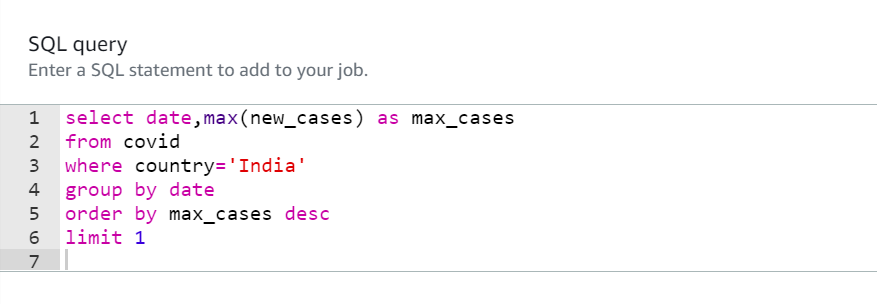 SQL query
Enter a SQL statement to add to your job.
1 select date,max(new_cases) as max_cases
2 from covid
3 where country='India'
4 group by date
5 order by max_cases desc
6 limit 1
7